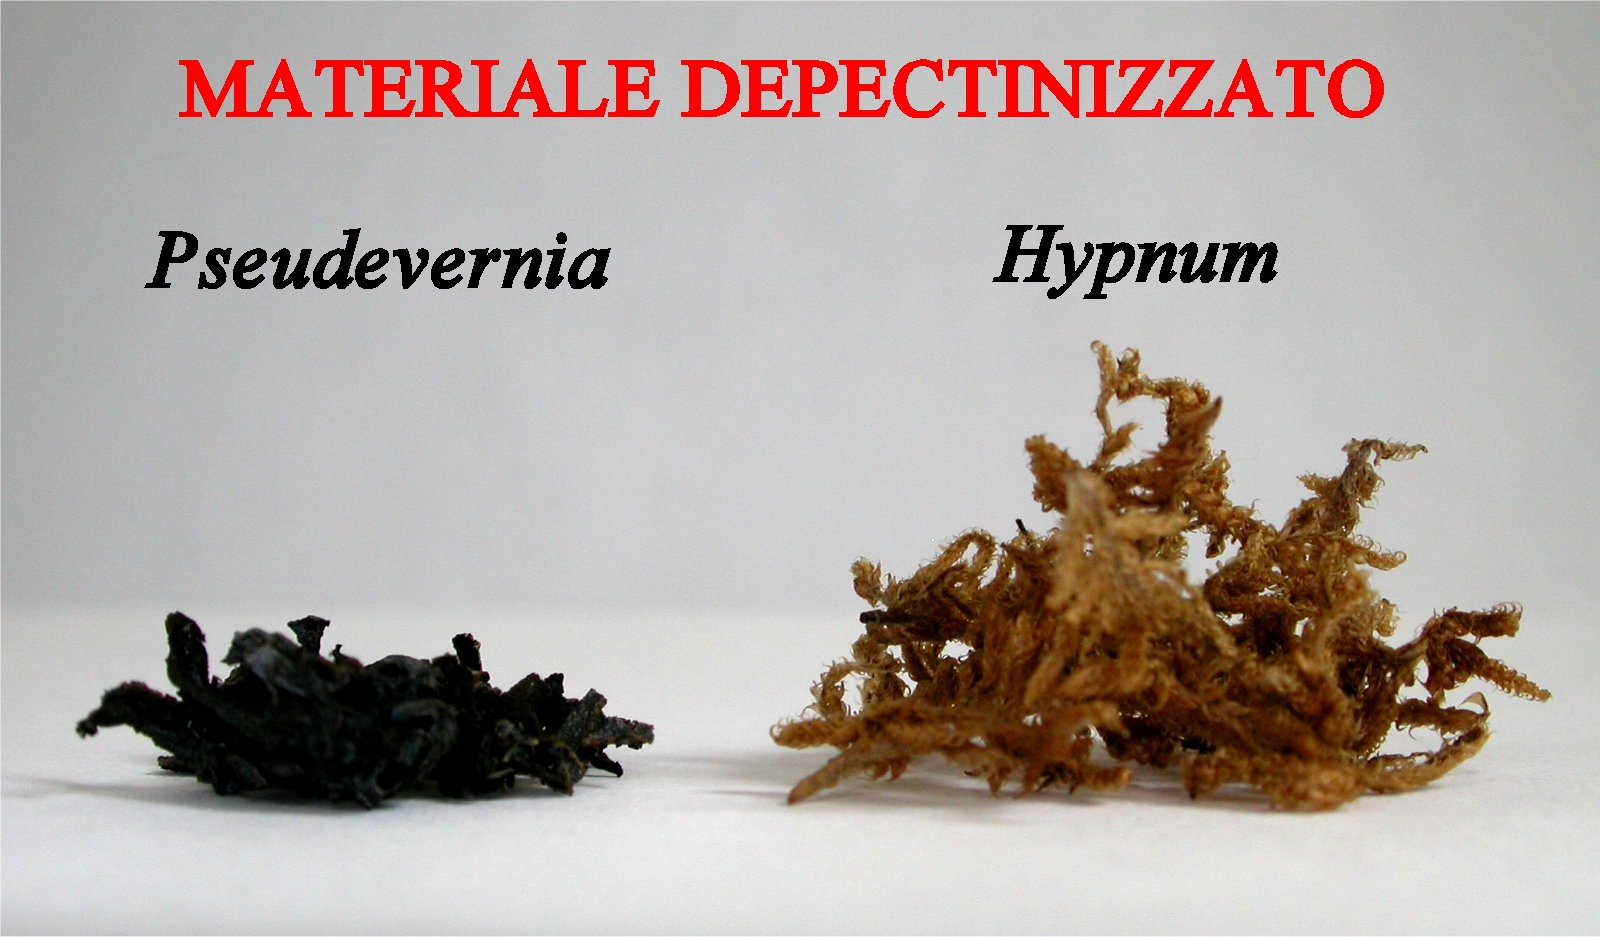 MATERIALE DEPECTINIZZATO
Pseudevernia
Hypnum